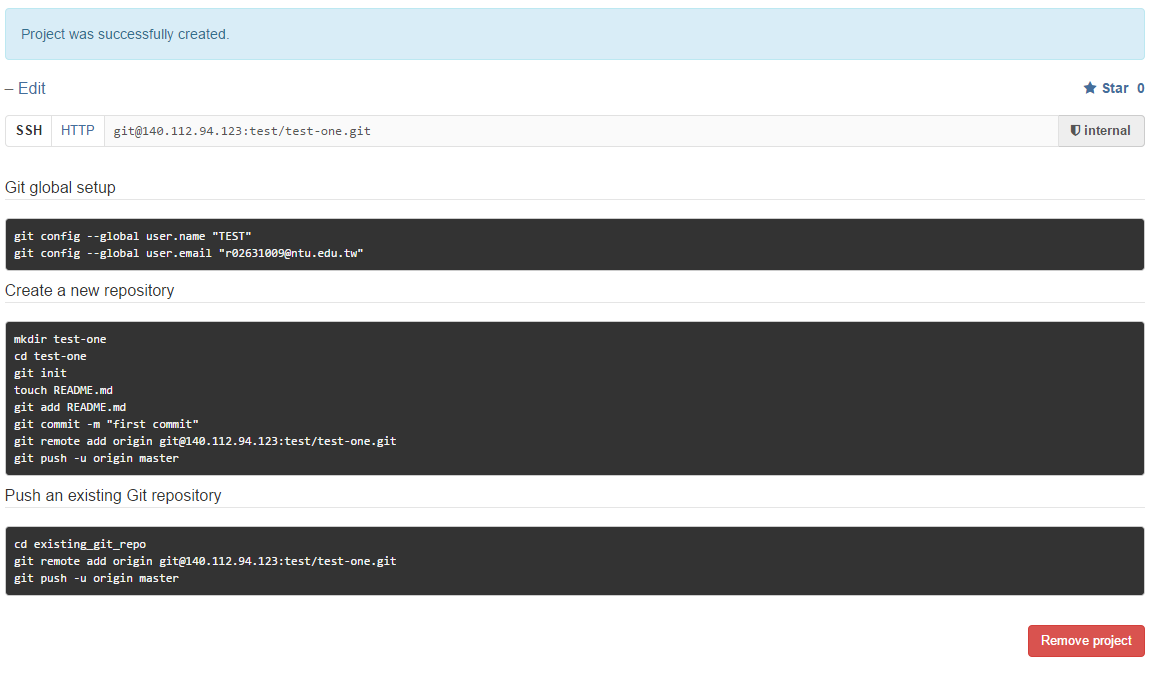 Project was successfully created.
– Edit
Star 0
SSH HTTP git@140.112.94.123:test/test-one.git internal
Git global setup
git config --global user.name "TEST"
git config --global user.email "r02631009@ntu.edu.tw"
Create a new repository
mkdir test-one
cd test-one
git init
touch README.md
git add README.md
git commit -m "first commit"
git remote add origin git@140.112.94.123:test/test-one.git
git push -u origin master
Push an existing Git repository
cd existing_git_repo
git remote add origin git@140.112.94.123:test/test-one.git
git push -u origin master
Remove project